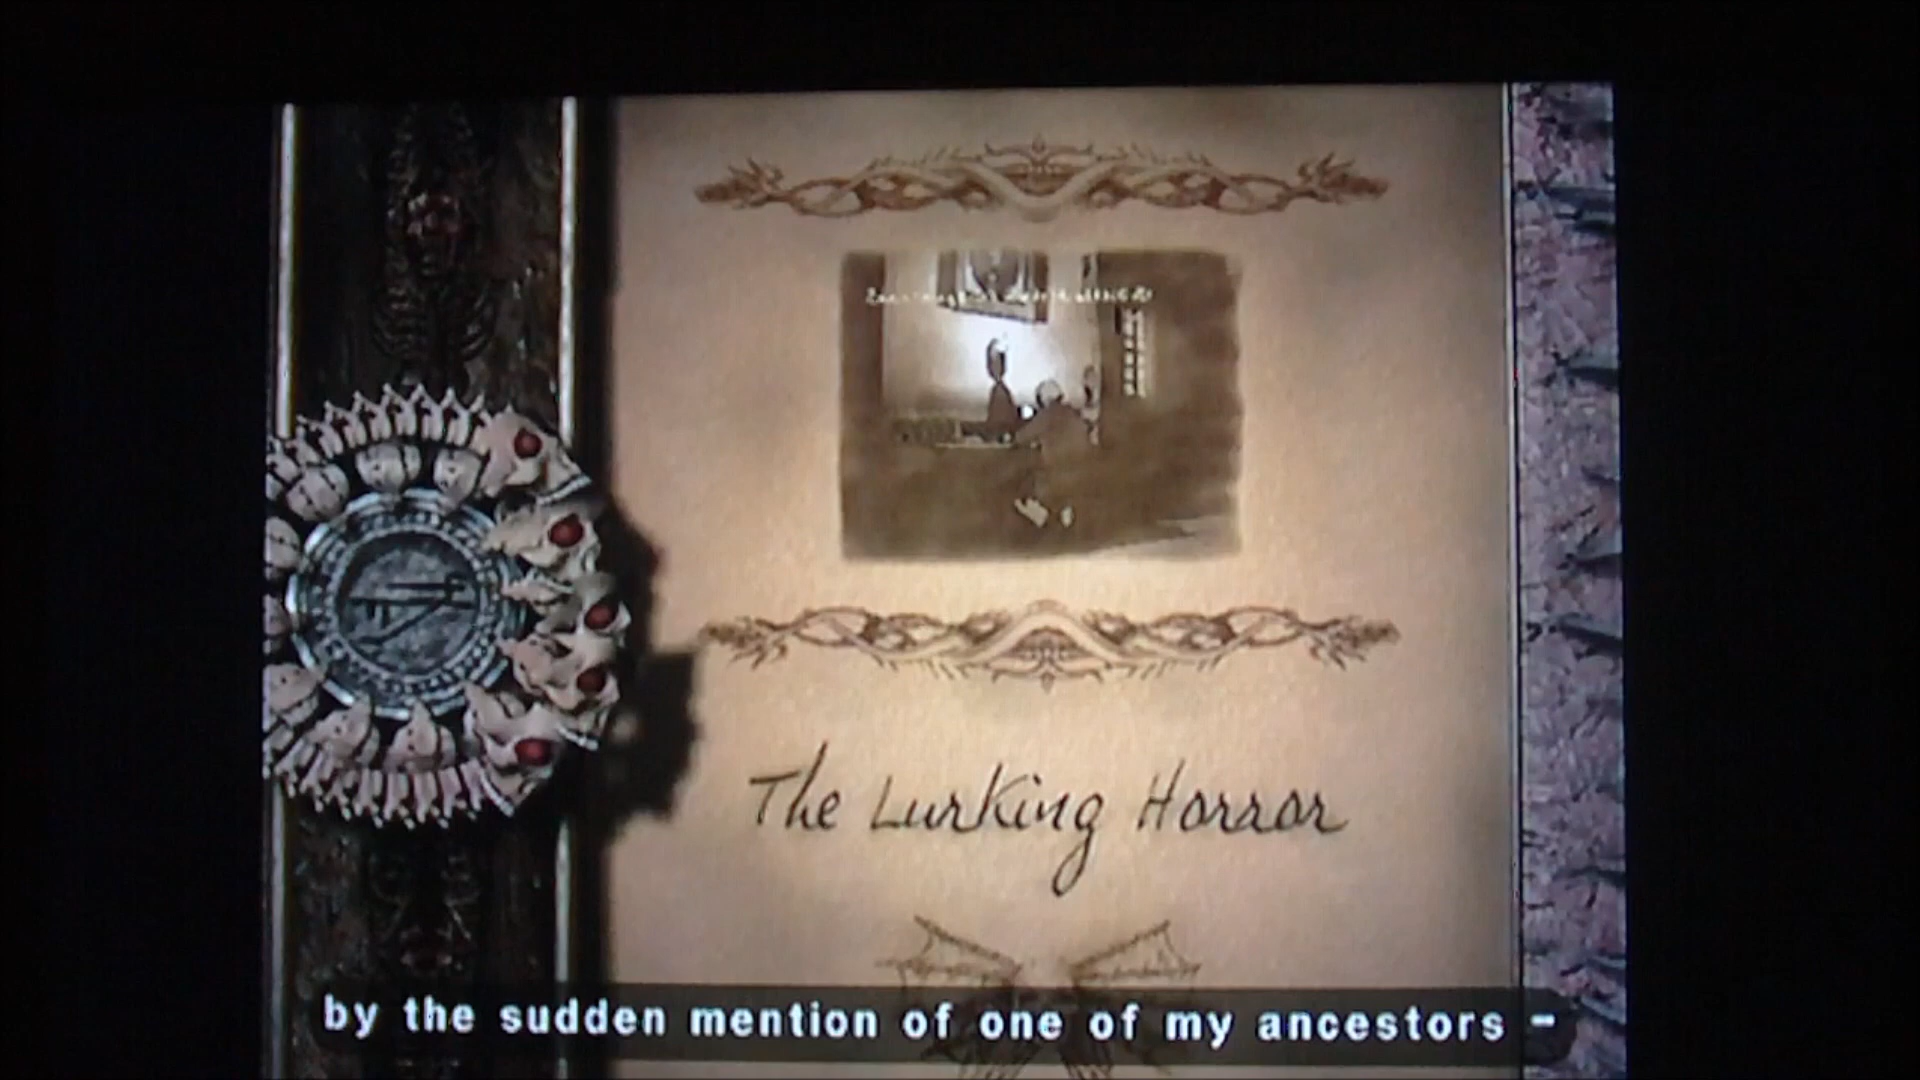 The Lurking Horror
by the sudden mention of one of my ancestors -